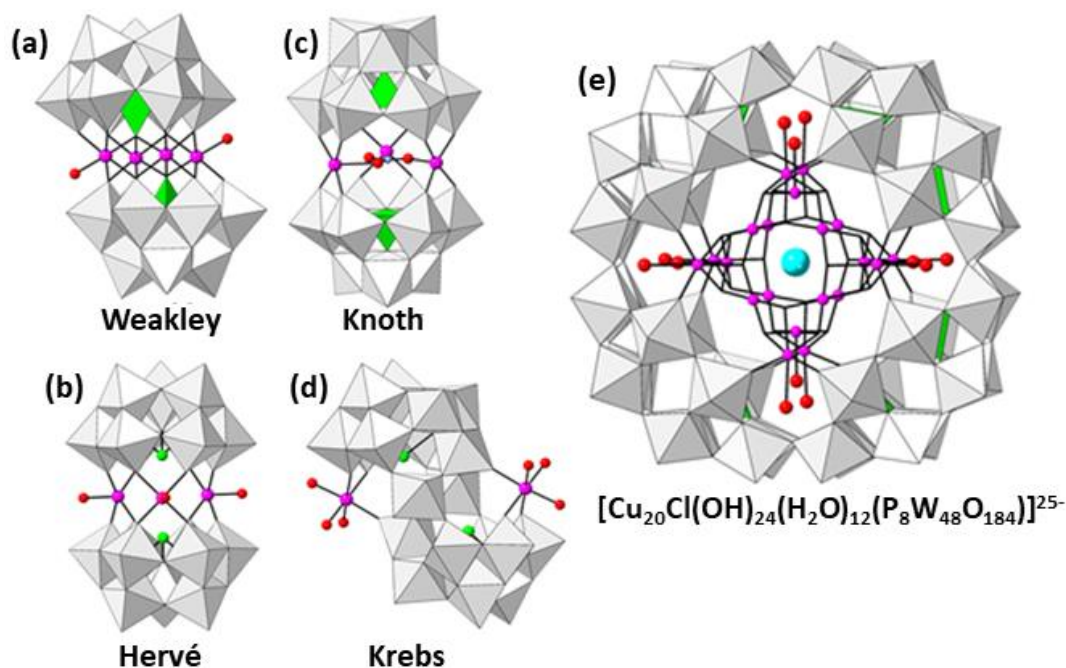 (a)
Weakley
(c)
Knoth
(b)
Hervé
(d)
Krebs
(e)
[Cu₂₀Cl(OH)₂₄(H₂O)₁₂(P₈W₄₈O₁₈₄)]²⁵⁻